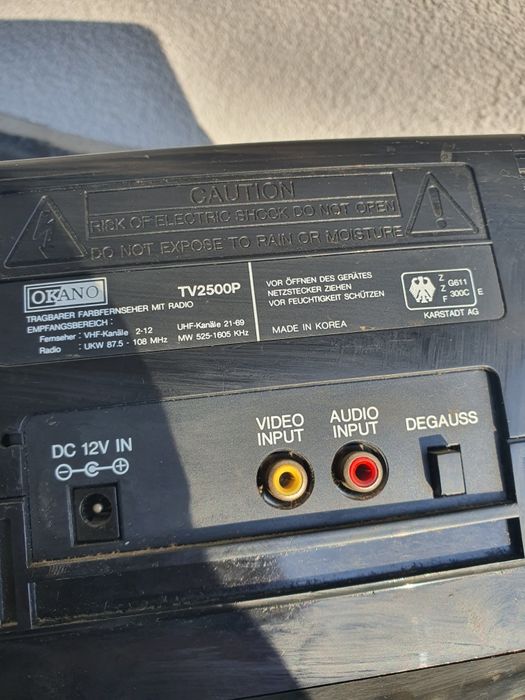 CAUTION
RISK OF ELECTRIC SHOCK DO NOT OPEN
DO NOT EXPOSE TO RAIN OR MOISTURE
OKANO TV2500P
TRAGBARER FARBFERNSEHER MIT RADIO
EMPFANGSBEREICH :
Fernseher : VHF-Kanäle 2-12 UHF-Kanäle 21-69
Radio : UKW 87.5 - 108 MHz MW 525-1605 KHz
VOR ÖFFNEN DES GERÄTES
NETZSTECKER ZIEHEN
VOR FEUCHTIGKEIT SCHÜTZEN
MADE IN KOREA
Z G611
Z 300C E
F
KARSTADT AG
DC 12V IN
VIDEO INPUT
AUDIO INPUT
DEGAUSS